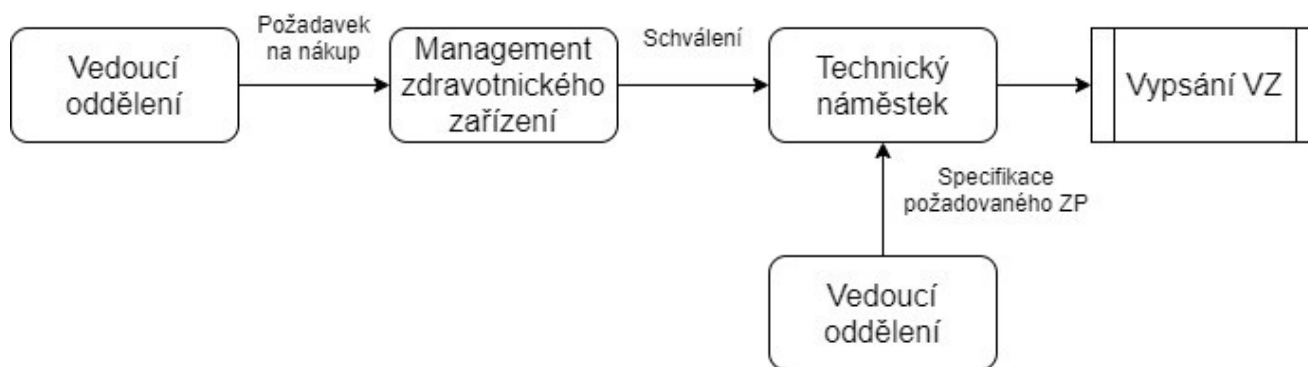 Vedoucí
oddělení
Požadavek
na nákup
Management
zdravotnického
zařízení
Schválení
Technický
náměstek
Vypsání VZ
Specifikace
požadovaného ZP
Vedoucí
oddělení